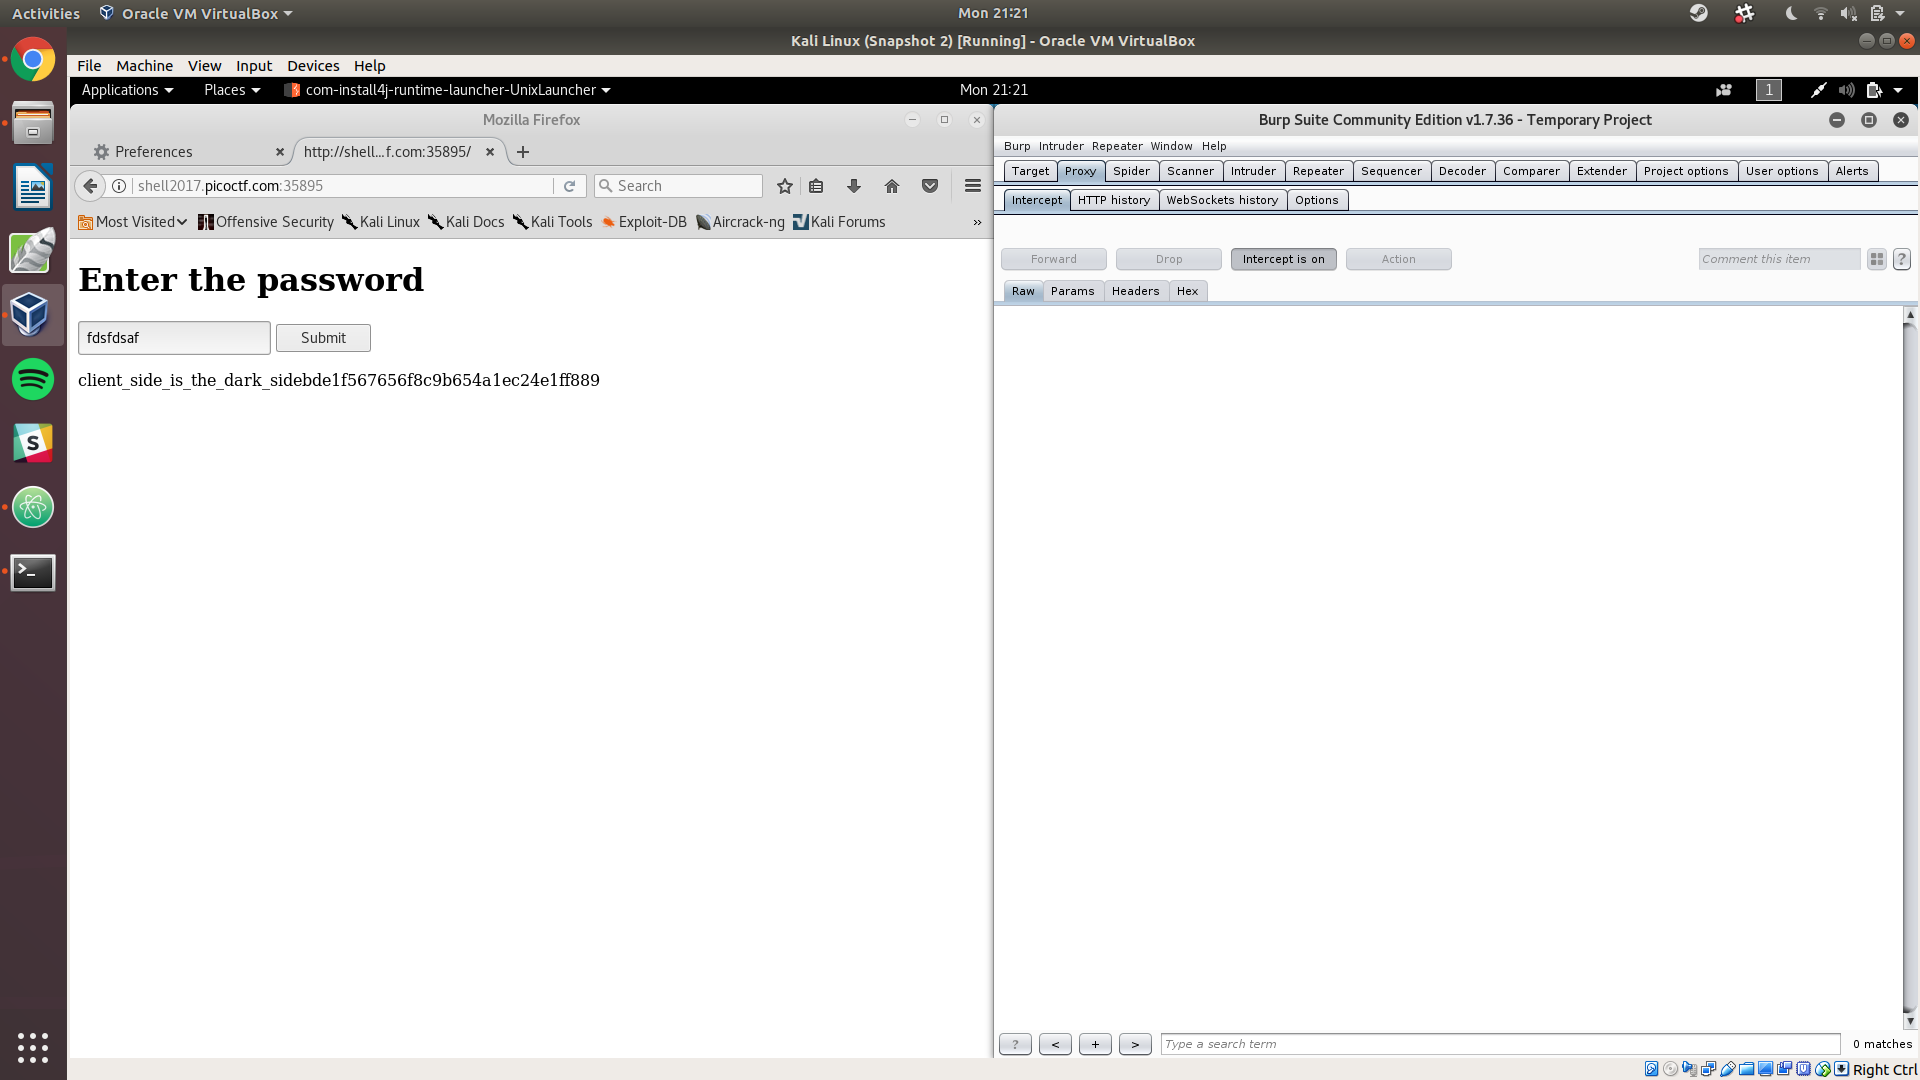 Activities Oracle VM VirtualBox Mon 21:21
Kali Linux (Snapshot 2) [Running] - Oracle VM VirtualBox
File Machine View Input Devices Help
Applications Places com-install4j-runtime-launcher-UnixLauncher Mon 21:21 1
Mozilla Firefox
Preferences http://shell...f.com:35895/
shell2017.picoctf.com:35895 Search
Most Visited Offensive Security Kali Linux Kali Docs Kali Tools Exploit-DB Aircrack-ng Kali Forums »
Enter the password
fdsfdsaf Submit
client_side_is_the_dark_sidebde1f567656f8c9b654a1ec24e1ff889
Burp Suite Community Edition v1.7.36 - Temporary Project
Burp Intruder Repeater Window Help
Target Proxy Spider Scanner Intruder Repeater Sequencer Decoder Comparer Extender Project options User options Alerts
Intercept HTTP history WebSockets history Options
Forward Drop Intercept is on Action Comment this item ?
Raw Params Headers Hex
? < + > Type a search term 0 matches
Right Ctrl